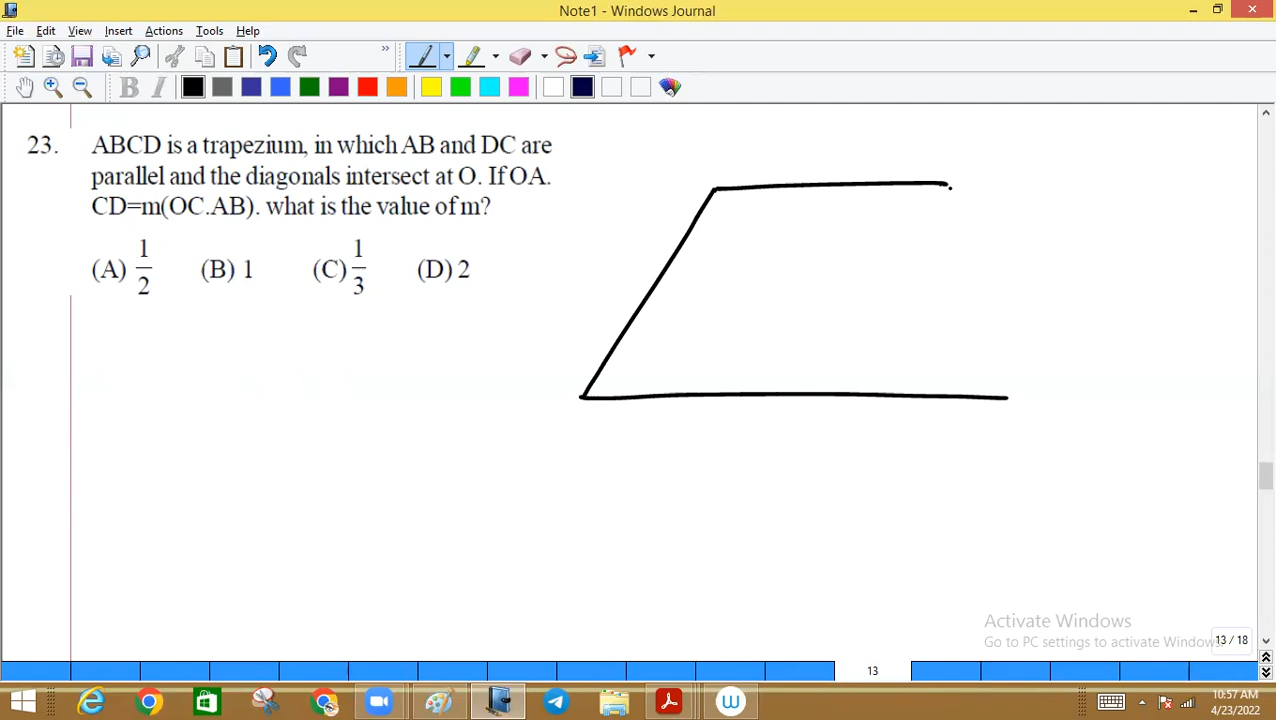 Note1 - Windows Journal
File Edit View Insert Actions Tools Help
23. ABCD is a trapezium, in which AB and DC are
parallel and the diagonals intersect at O. If OA.
CD=m(OC.AB). what is the value of m?
(A) 1/2 (B) 1 (C) 1/3 (D) 2
Activate Windows
Go to PC settings to activate Windows.
13 / 18
13
10:57 AM
4/23/2022